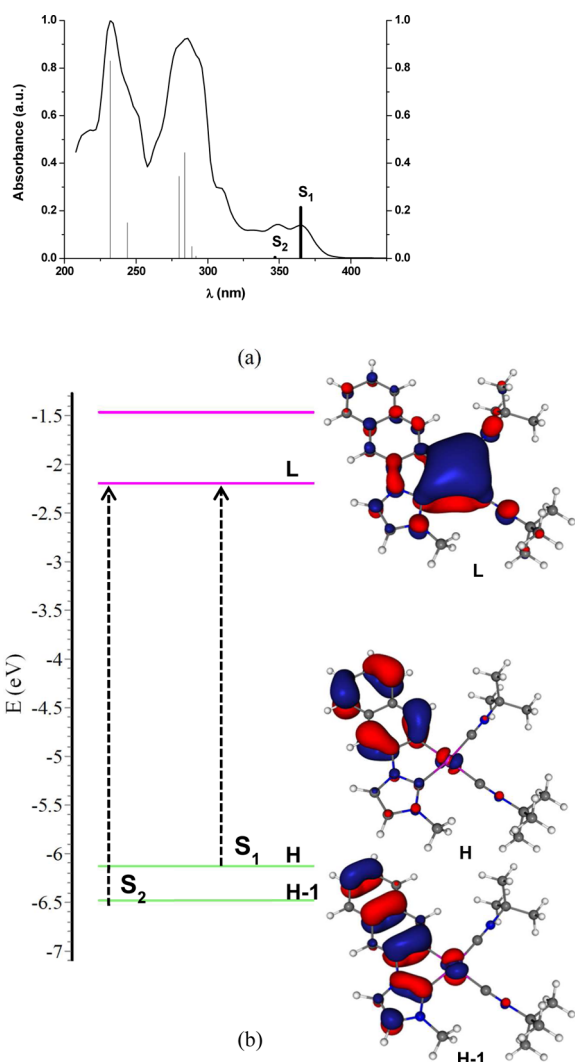 1.0
0.8
0.6
0.4
0.2
0.0
Absorbance (a.u.)
1.0
0.8
0.6
0.4
0.2
0.0
S1
S2
200 250 300 350 400
λ (nm)
(a)
-1.5
-2
-2.5
-3
-3.5
-4
-4.5
-5
-5.5
-6
-6.5
-7
E (eV)
L
L
H
S1
H
S2
H-1
H-1
(b)